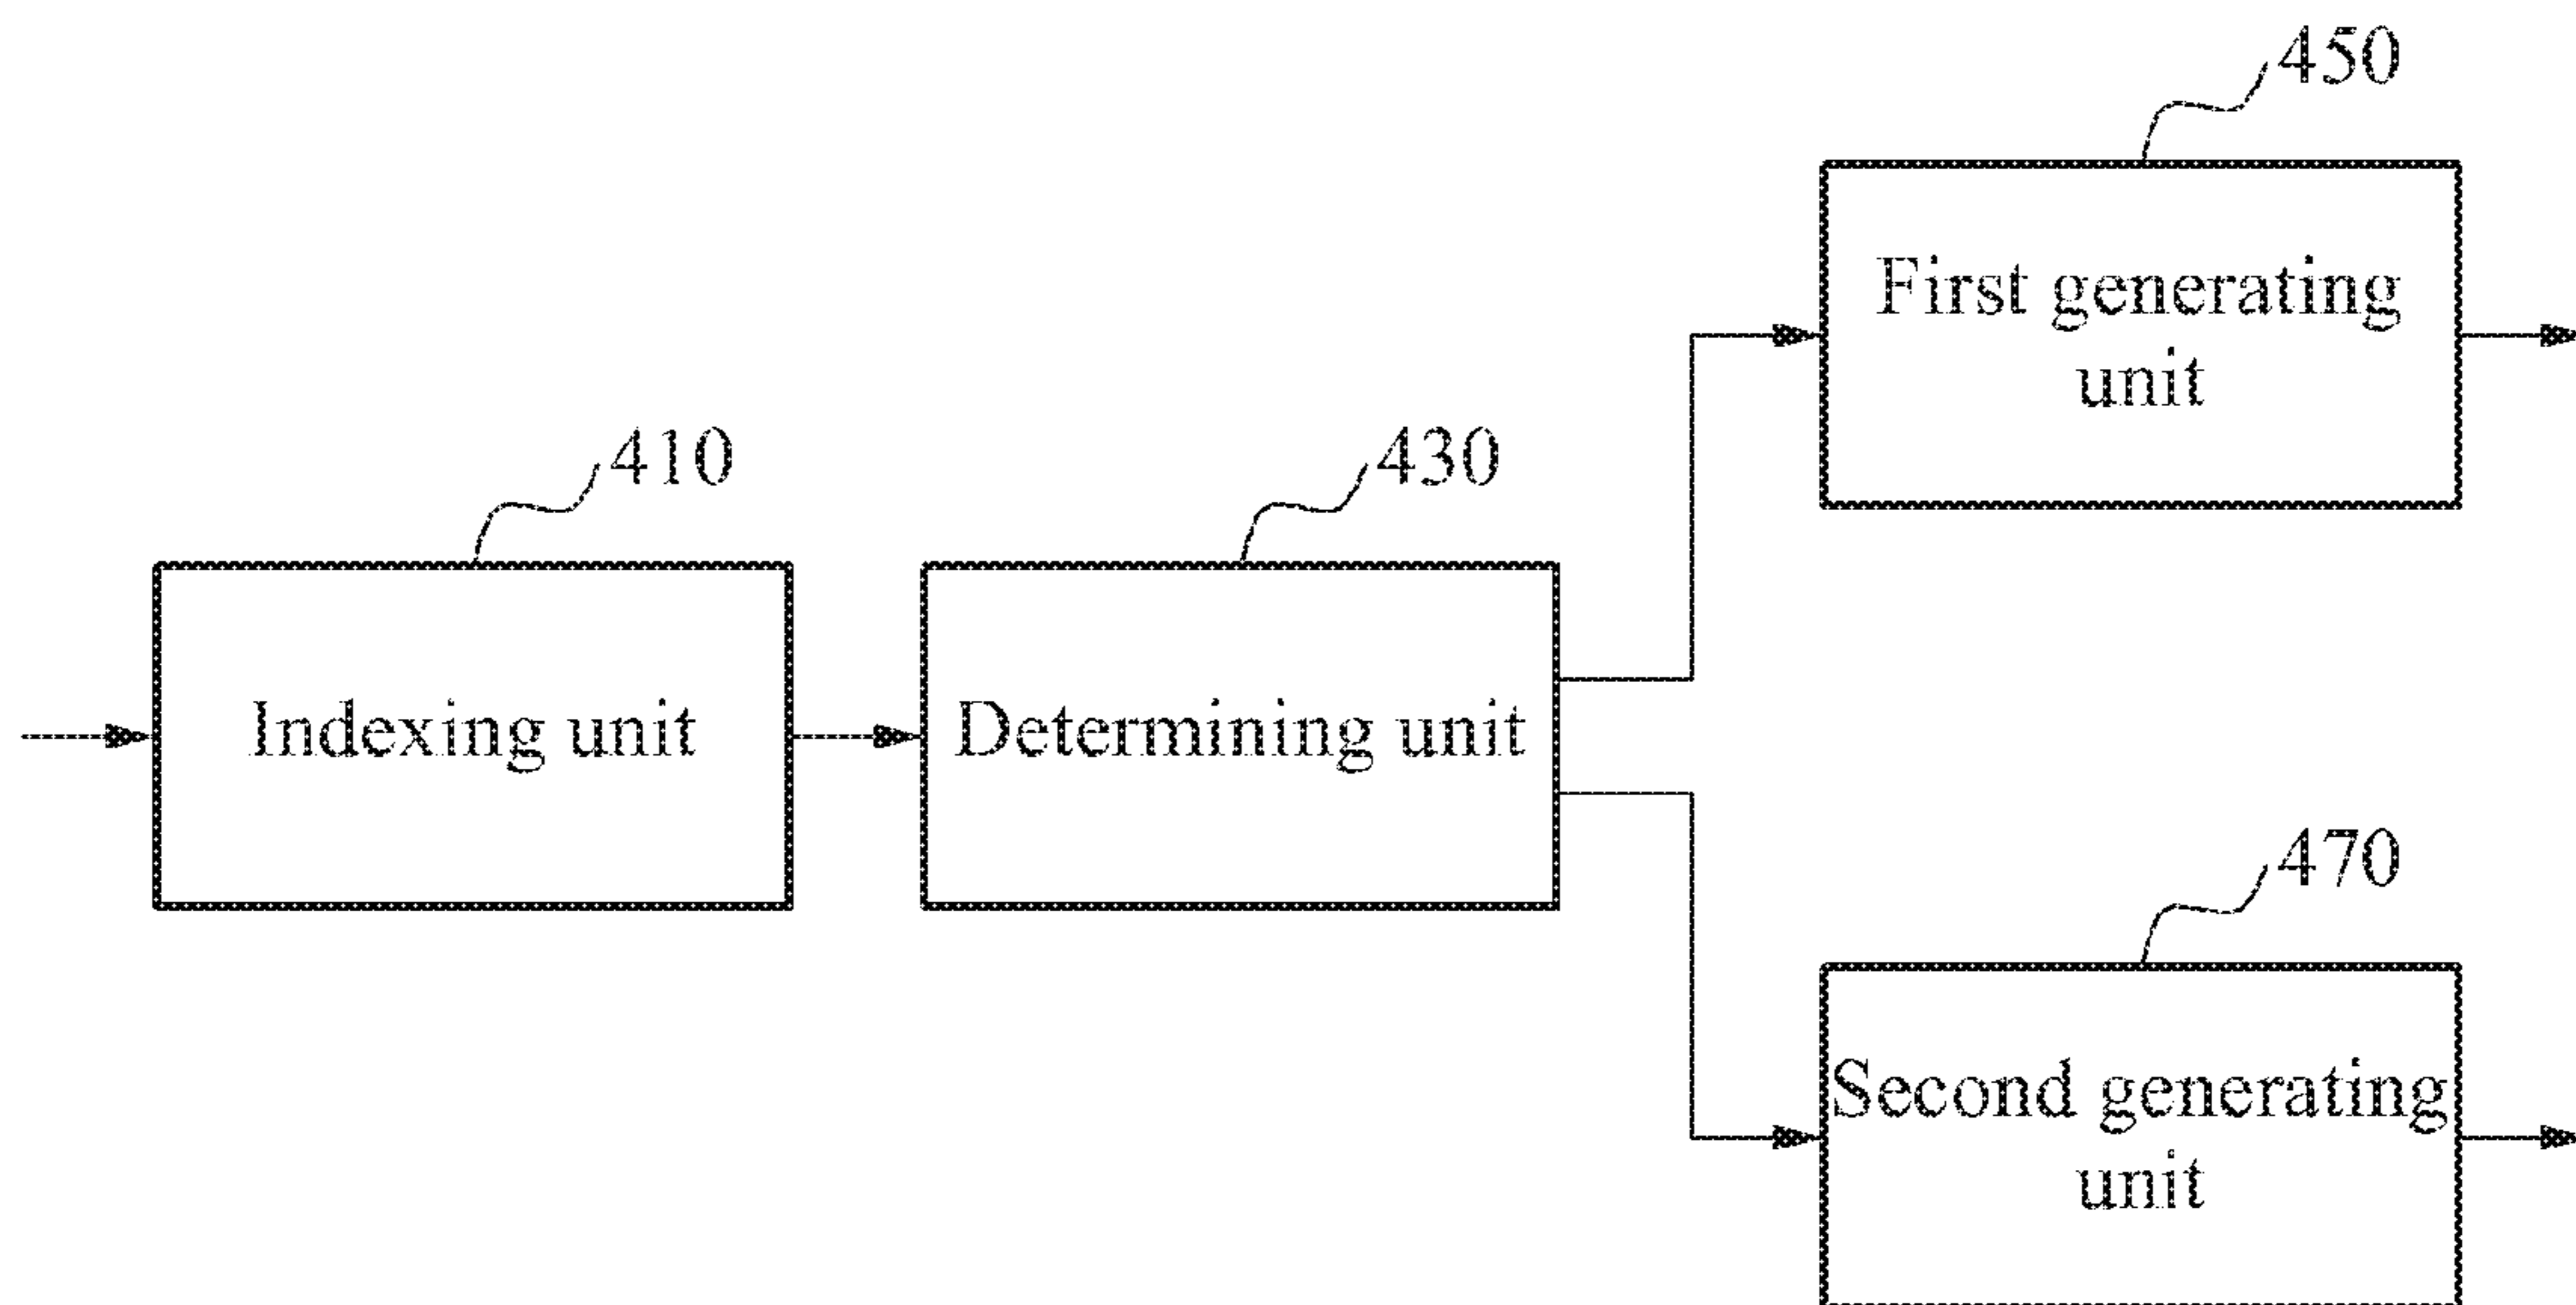 450
First generating
unit
410
430
Indexing unit
Determining unit
470
Second generating
unit